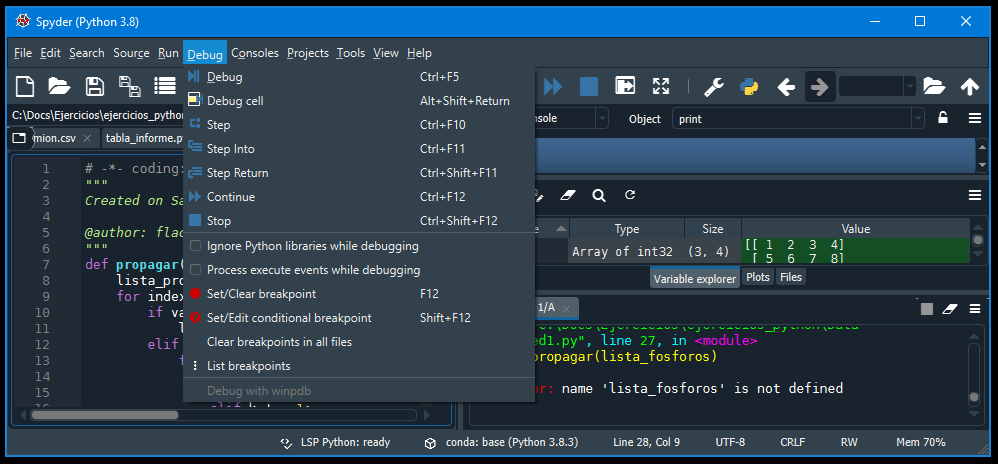 Spyder (Python 3.8)
File Edit Search Source Run Debug Consoles Projects Tools View Help
Debug Ctrl+F5
Debug cell Alt+Shift+Return
Step Ctrl+F10
Step Into Ctrl+F11
Step Return Ctrl+Shift+F11
Continue Ctrl+F12
Stop Ctrl+Shift+F12
Ignore Python libraries while debugging
Process execute events while debugging
Set/Clear breakpoint F12
Set/Edit conditional breakpoint Shift+F12
Clear breakpoints in all files
List breakpoints
Debug with winpdb
C:\Docs\Ejercicios\ejercicios_python
mion.csv tabla_informe.p
1 # -*- coding:
2 """
3 Created on Sa
4
5 @author: flac
6 """
7 def propagar(
8 lista_pro
9 for index
10 if va
11 l
12 elif
13
14
15
16
nsole Object print
Type Size Value
Array of int32 (3, 4) [[ 1 2 3 4]
[ 5 6 7 8]
Variable explorer Plots Files
1/A
ed1.py", line 27, in <module>
propagar(lista_fosforos)
or: name 'lista_fosforos' is not defined
LSP Python: ready conda: base (Python 3.8.3) Line 28, Col 9 UTF-8 CRLF RW Mem 70%